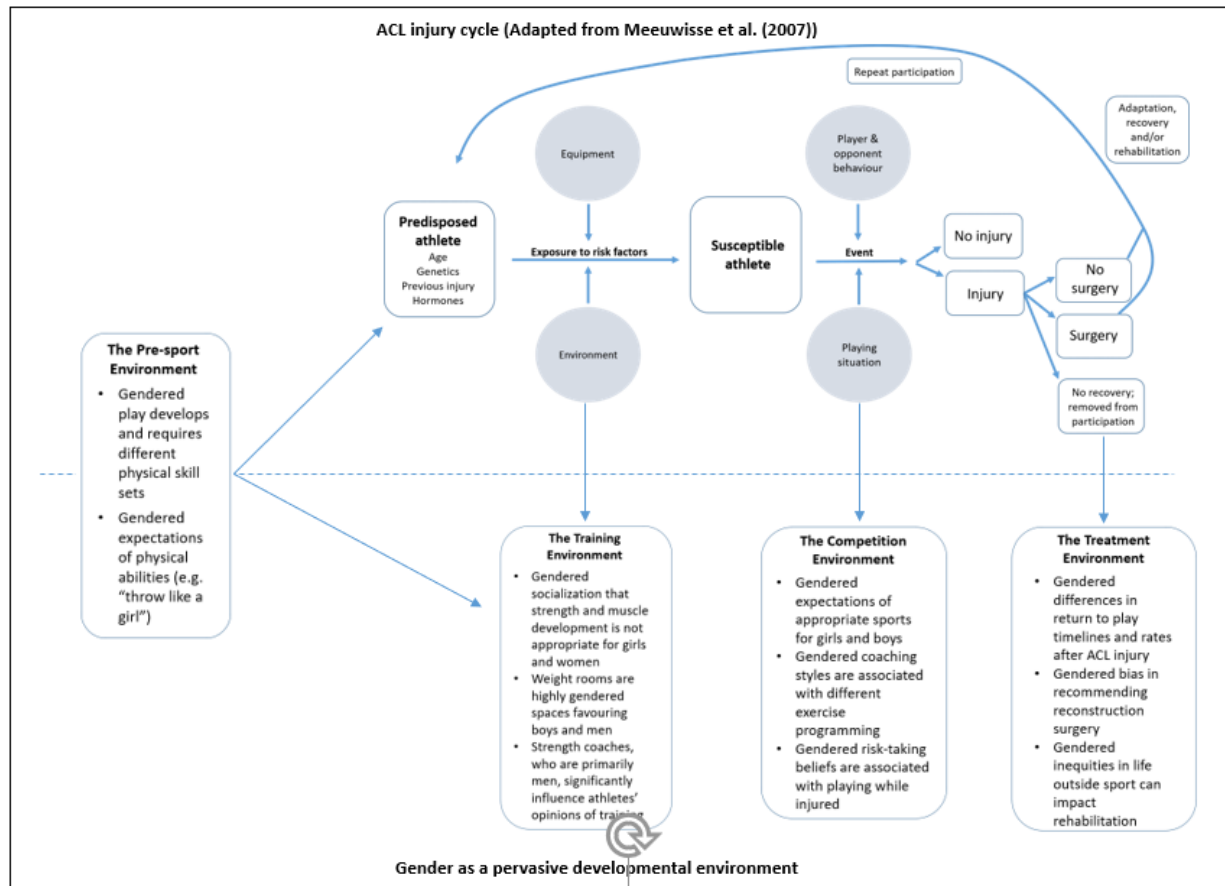 ACL injury cycle (Adapted from Meeuwisse et al. (2007))
Repeat participation
Adaptation,
recovery
and/or
rehabilitation
Equipment
Player &
opponent
behaviour
Predisposed
athlete
Age
Genetics
Previous injury
Hormones
Exposure to risk factors
Susceptible
athlete
Event
No injury
Injury
No
surgery
Surgery
Environment
Playing
situation
No recovery;
removed from
participation
The Pre-sport
Environment
• Gendered
play develops
and requires
different
physical skill
sets
• Gendered
expectations
of physical
abilities (e.g.
“throw like a
girl”)
The Training
Environment
• Gendered
socialization that
strength and muscle
development is not
appropriate for girls
and women
• Weight rooms are
highly gendered
spaces favouring
boys and men
• Strength coaches,
who are primarily
men, significantly
influence athletes’
opinions of training
The Competition
Environment
• Gendered
expectations of
appropriate sports
for girls and boys
• Gendered coaching
styles are associated
with different
exercise
programming
• Gendered risk-taking
beliefs are associated
with playing while
injured
The Treatment
Environment
• Gendered
differences in
return to play
timelines and rates
after ACL injury
• Gendered bias in
recommending
reconstruction
surgery
• Gendered
inequities in life
outside sport can
impact
rehabilitation
Gender as a pervasive developmental environment